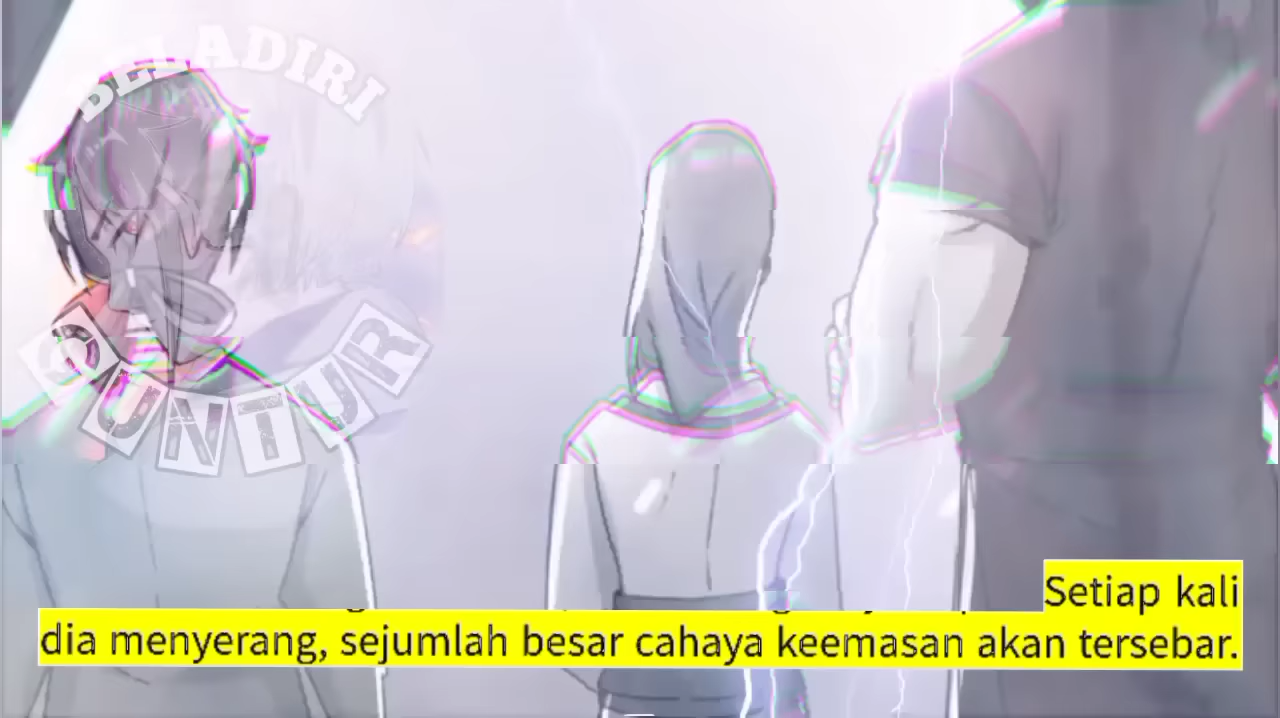 BELADIRI
GUNTUR
Setiap kali
dia menyerang, sejumlah besar cahaya keemasan akan tersebar.